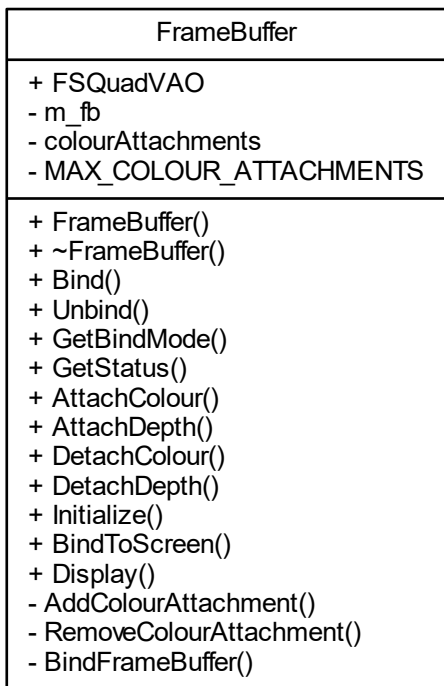 FrameBuffer
+ FSQuadVAO
- m_fb
- colourAttachments
- MAX_COLOUR_ATTACHMENTS
+ FrameBuffer()
+ ~FrameBuffer()
+ Bind()
+ Unbind()
+ GetBindMode()
+ GetStatus()
+ AttachColour()
+ AttachDepth()
+ DetachColour()
+ DetachDepth()
+ Initialize()
+ BindToScreen()
+ Display()
- AddColourAttachment()
- RemoveColourAttachment()
- BindFrameBuffer()